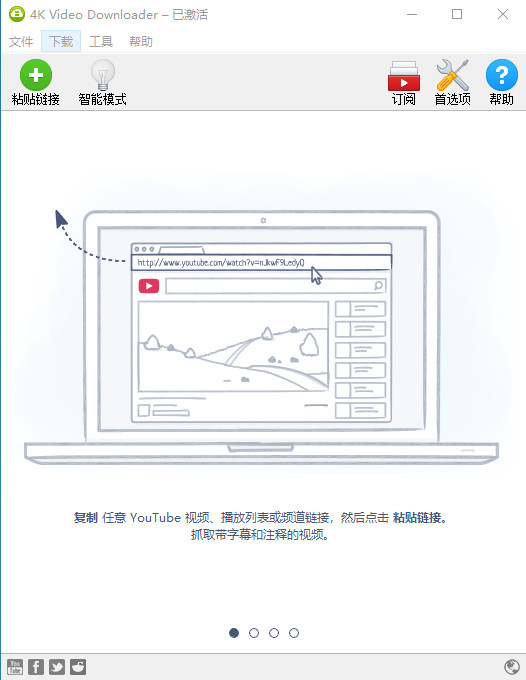 4K Video Downloader – 已激活
文件 下载 工具 帮助
粘贴链接 智能模式 订阅 首选项 帮助
http://www.youtube.com/watch?v=nJkwF9LedyQ
复制 任意 YouTube 视频、播放列表或频道链接，然后点击 粘贴链接。
抓取带字幕和注释的视频。
You Tube